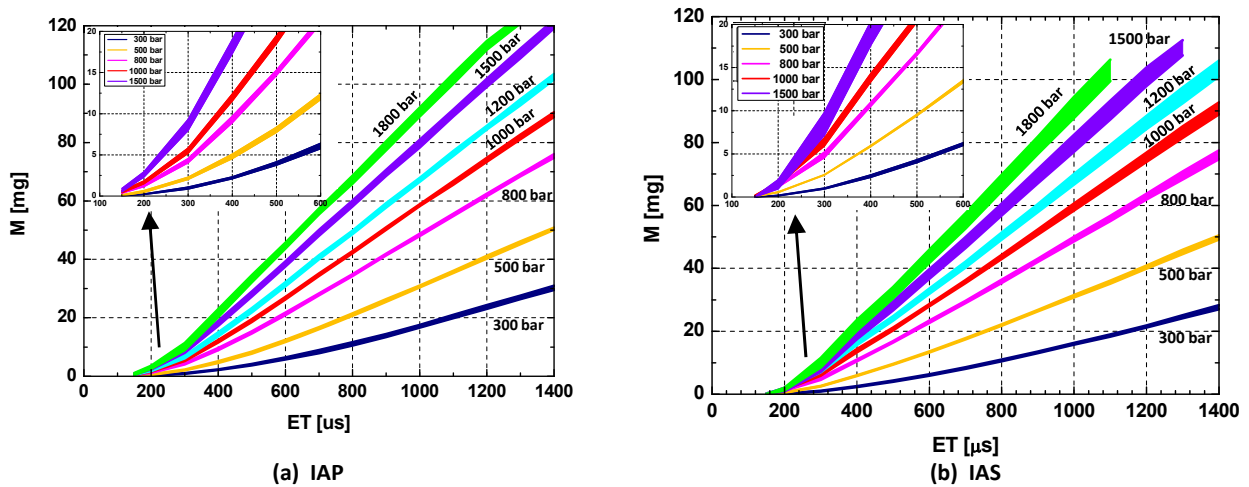 120
100
80
60
40
20
0
M [mg]
0 200 400 600 800 1000 1200 1400
ET [us]
20
15
10
5
0
100 200 300 400 500 600
300 bar
500 bar
800 bar
1000 bar
1500 bar
1800 bar
1500 bar
1200 bar
1000 bar
800 bar
500 bar
300 bar
(a) IAP
120
100
80
60
40
20
0
M [mg]
0 200 400 600 800 1000 1200 1400
ET [μs]
20
15
10
5
0
100 200 300 400 500 600
300 bar
500 bar
800 bar
1000 bar
1500 bar
1800 bar
1500 bar
1200 bar
1000 bar
800 bar
500 bar
300 bar
(b) IAS